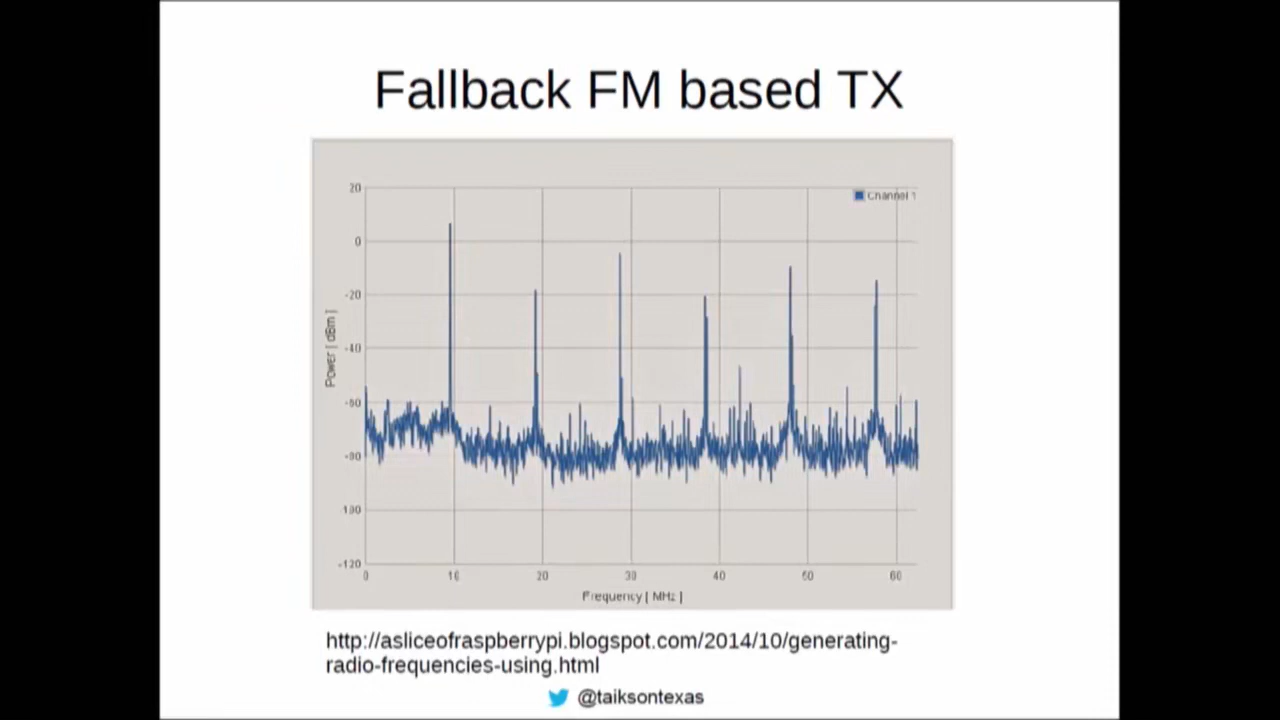 Fallback FM based TX
20
Channel 1
0
-20
-40
-60
-80
-100
-120
Power [ dBm ]
0 10 20 30 40 50 60
Frequency [ MHz ]
http://asliceofraspberrypi.blogspot.com/2014/10/generating-
radio-frequencies-using.html
@taiksontexas